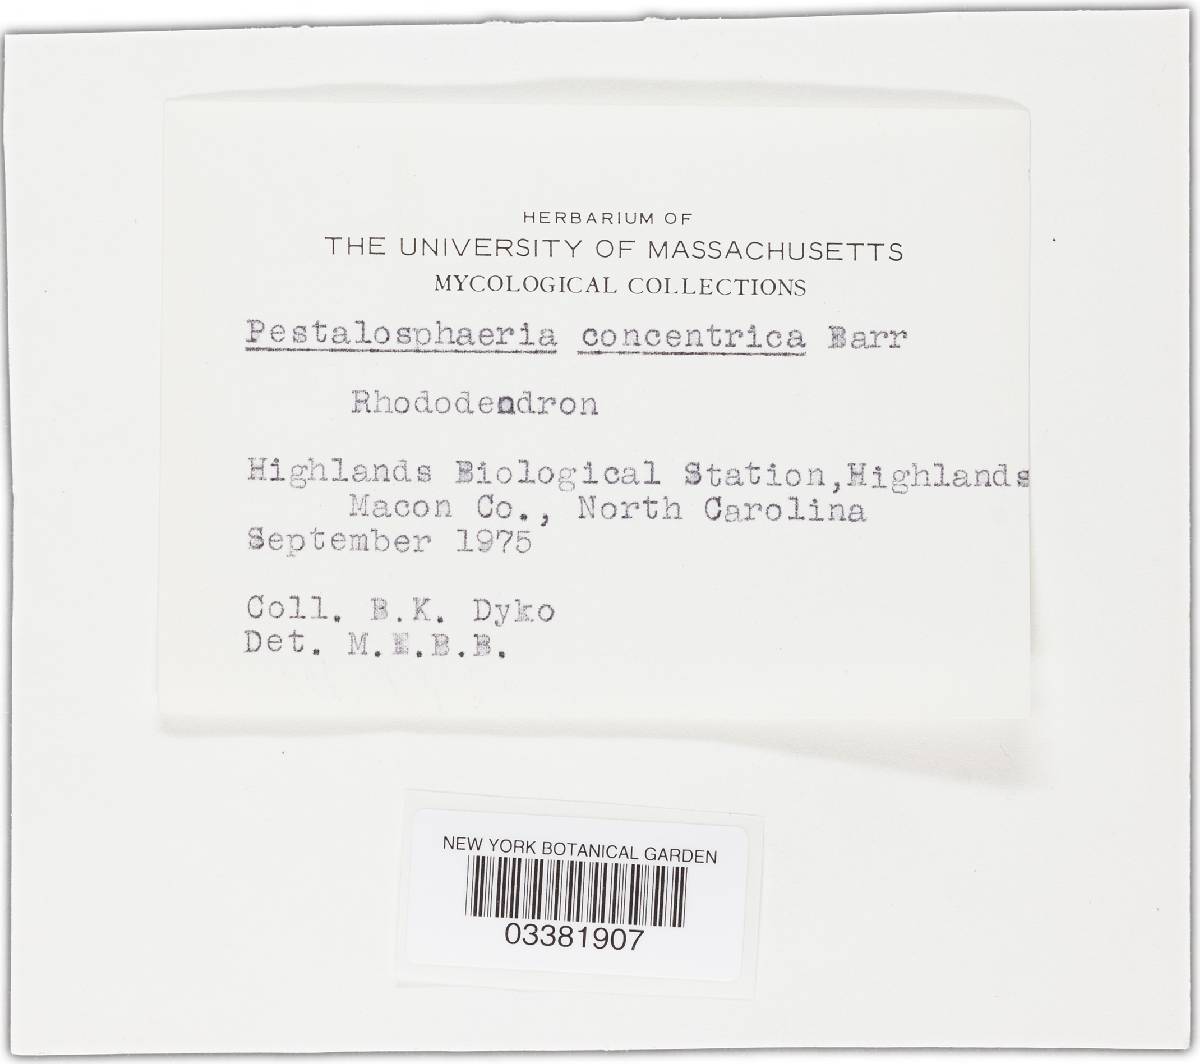 HERBARIUM OF
THE UNIVERSITY OF MASSACHUSETTS
MYCOLOGICAL COLLECTIONS
Pestalosphaeria concentrica Barr
Rhododendron
Highlands Biological Station,Highlands
Macon Co., North Carolina
September 1975
Coll. B.K. Dyko
Det. M.E.B.B.
NEW YORK BOTANICAL GARDEN
03381907